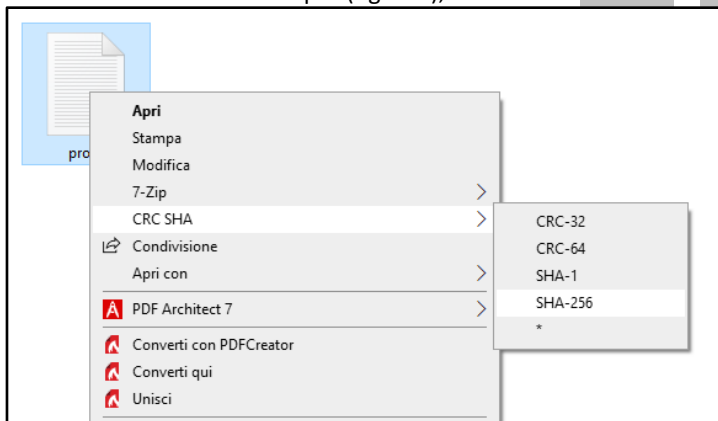 pro
Apri
Stampa
Modifica
7-Zip
CRC SHA
Condivisione
Apri con
PDF Architect 7
Converti con PDFCreator
Converti qui
Unisci
CRC-32
CRC-64
SHA-1
SHA-256
*